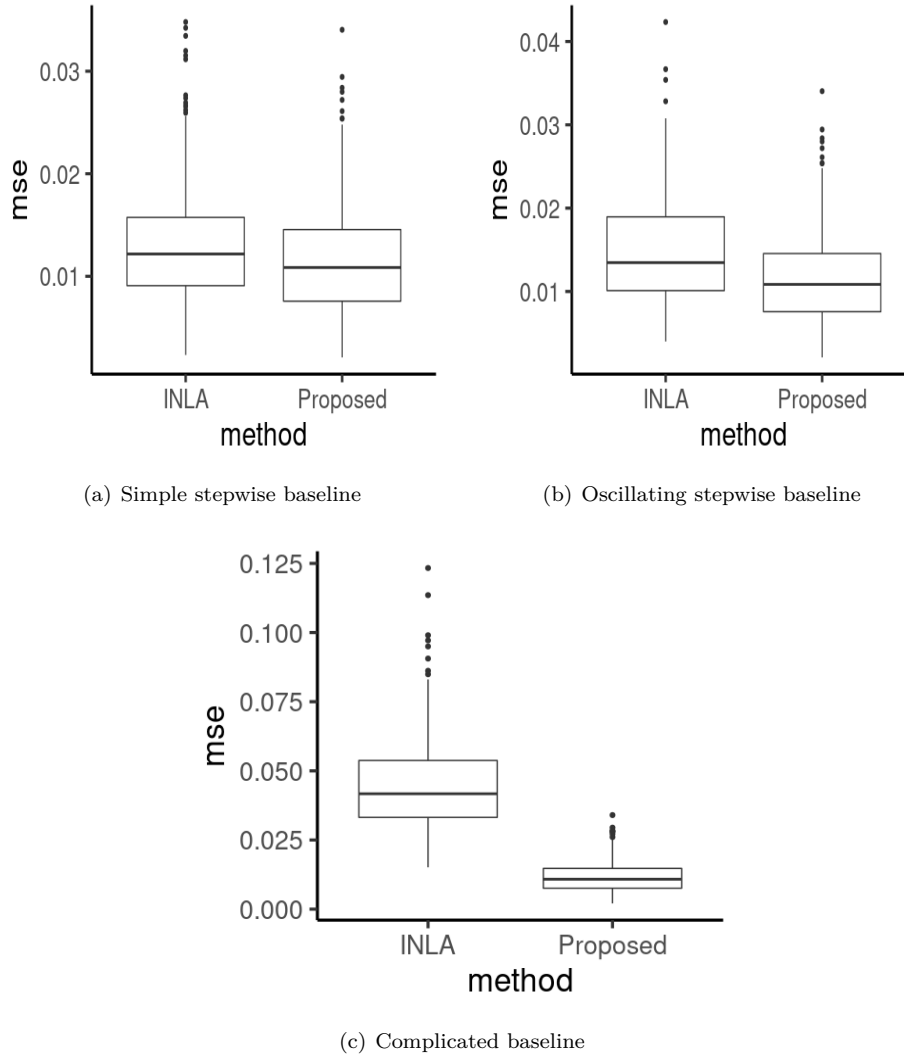 mse
0.03
0.02
0.01
INLA Proposed
method
(a) Simple stepwise baseline
mse
0.04
0.03
0.02
0.01
INLA Proposed
method
(b) Oscillating stepwise baseline
mse
0.125
0.100
0.075
0.050
0.025
0.000
INLA Proposed
method
(c) Complicated baseline